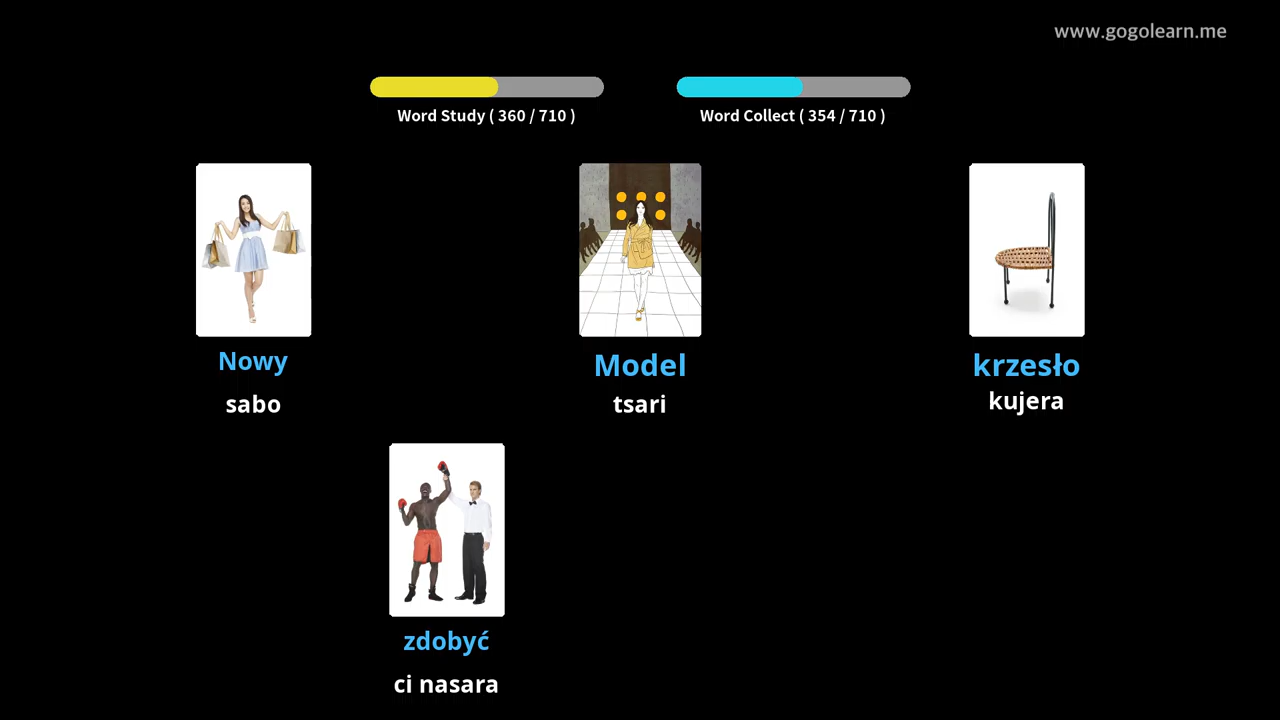 www.gogolearn.me
Word Study ( 360 / 710 )
Word Collect ( 354 / 710 )
Nowy
sabo
Model
tsari
krzesło
kujera
zdobyć
ci nasara